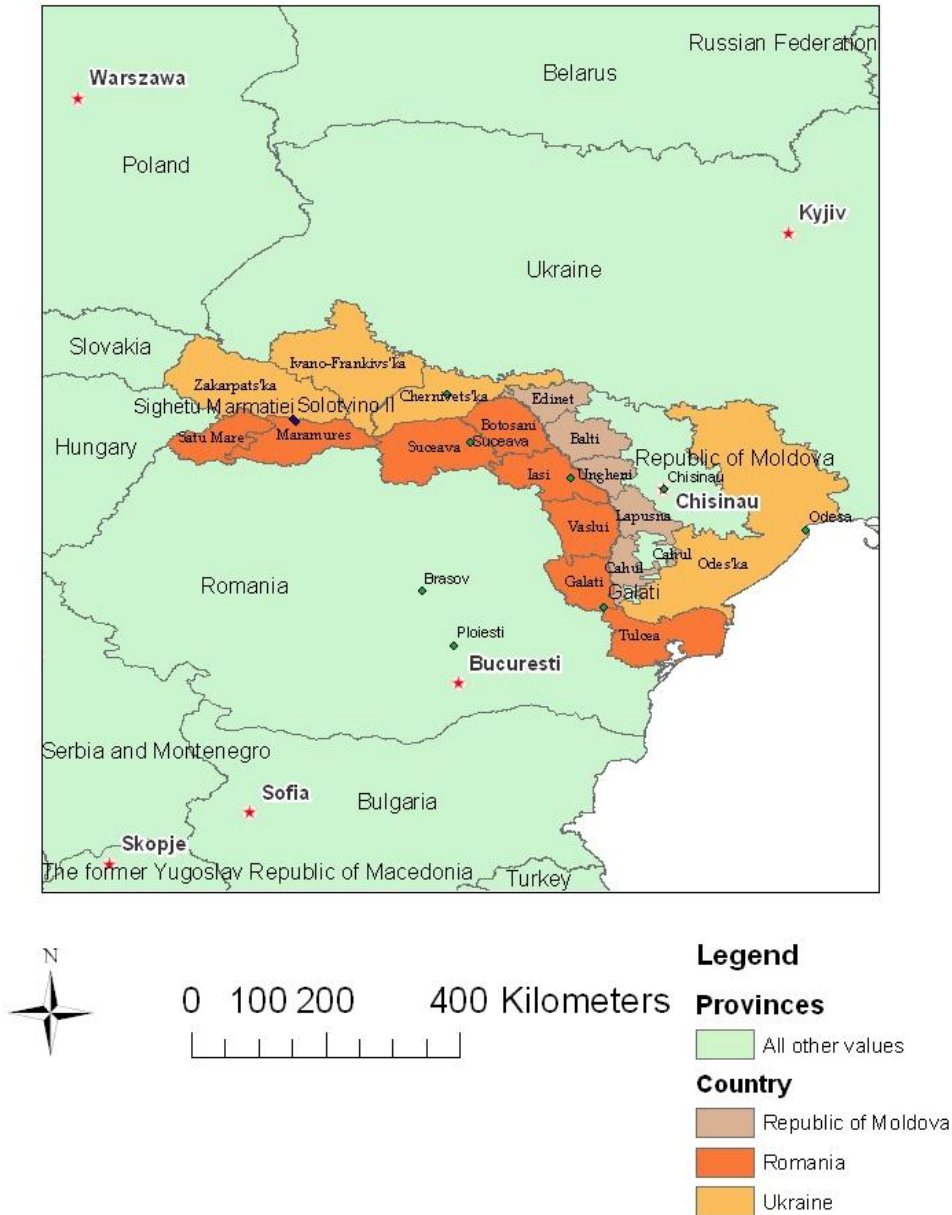 Russian Federation
Belarus
Warszawa
Poland
Kyjiv
Ukraine
Slovakia
Ivano-Frankivs'ka
Zakarpats'ka
Chernivets'ka
Edinet
Sighetu Marmatiei
Solotvino II
Hungary
Satu Mare
Maramures
Botosani
Suceava
Suceava
Balti
Republic of Moldova
Iasi
Ungheni
Chisinau
Chisinau
Lapusna
Vaslui
Odesa
Cahul
Cahul
Odes'ka
Romania
Brasov
Galati
Galati
Tulcea
Ploiesti
Bucuresti
Serbia and Montenegro
Sofia
Bulgaria
Skopje
The former Yugoslav Republic of Macedonia
Turkey
N
0 100 200 400 Kilometers
Legend
Provinces
All other values
Country
Republic of Moldova
Romania
Ukraine